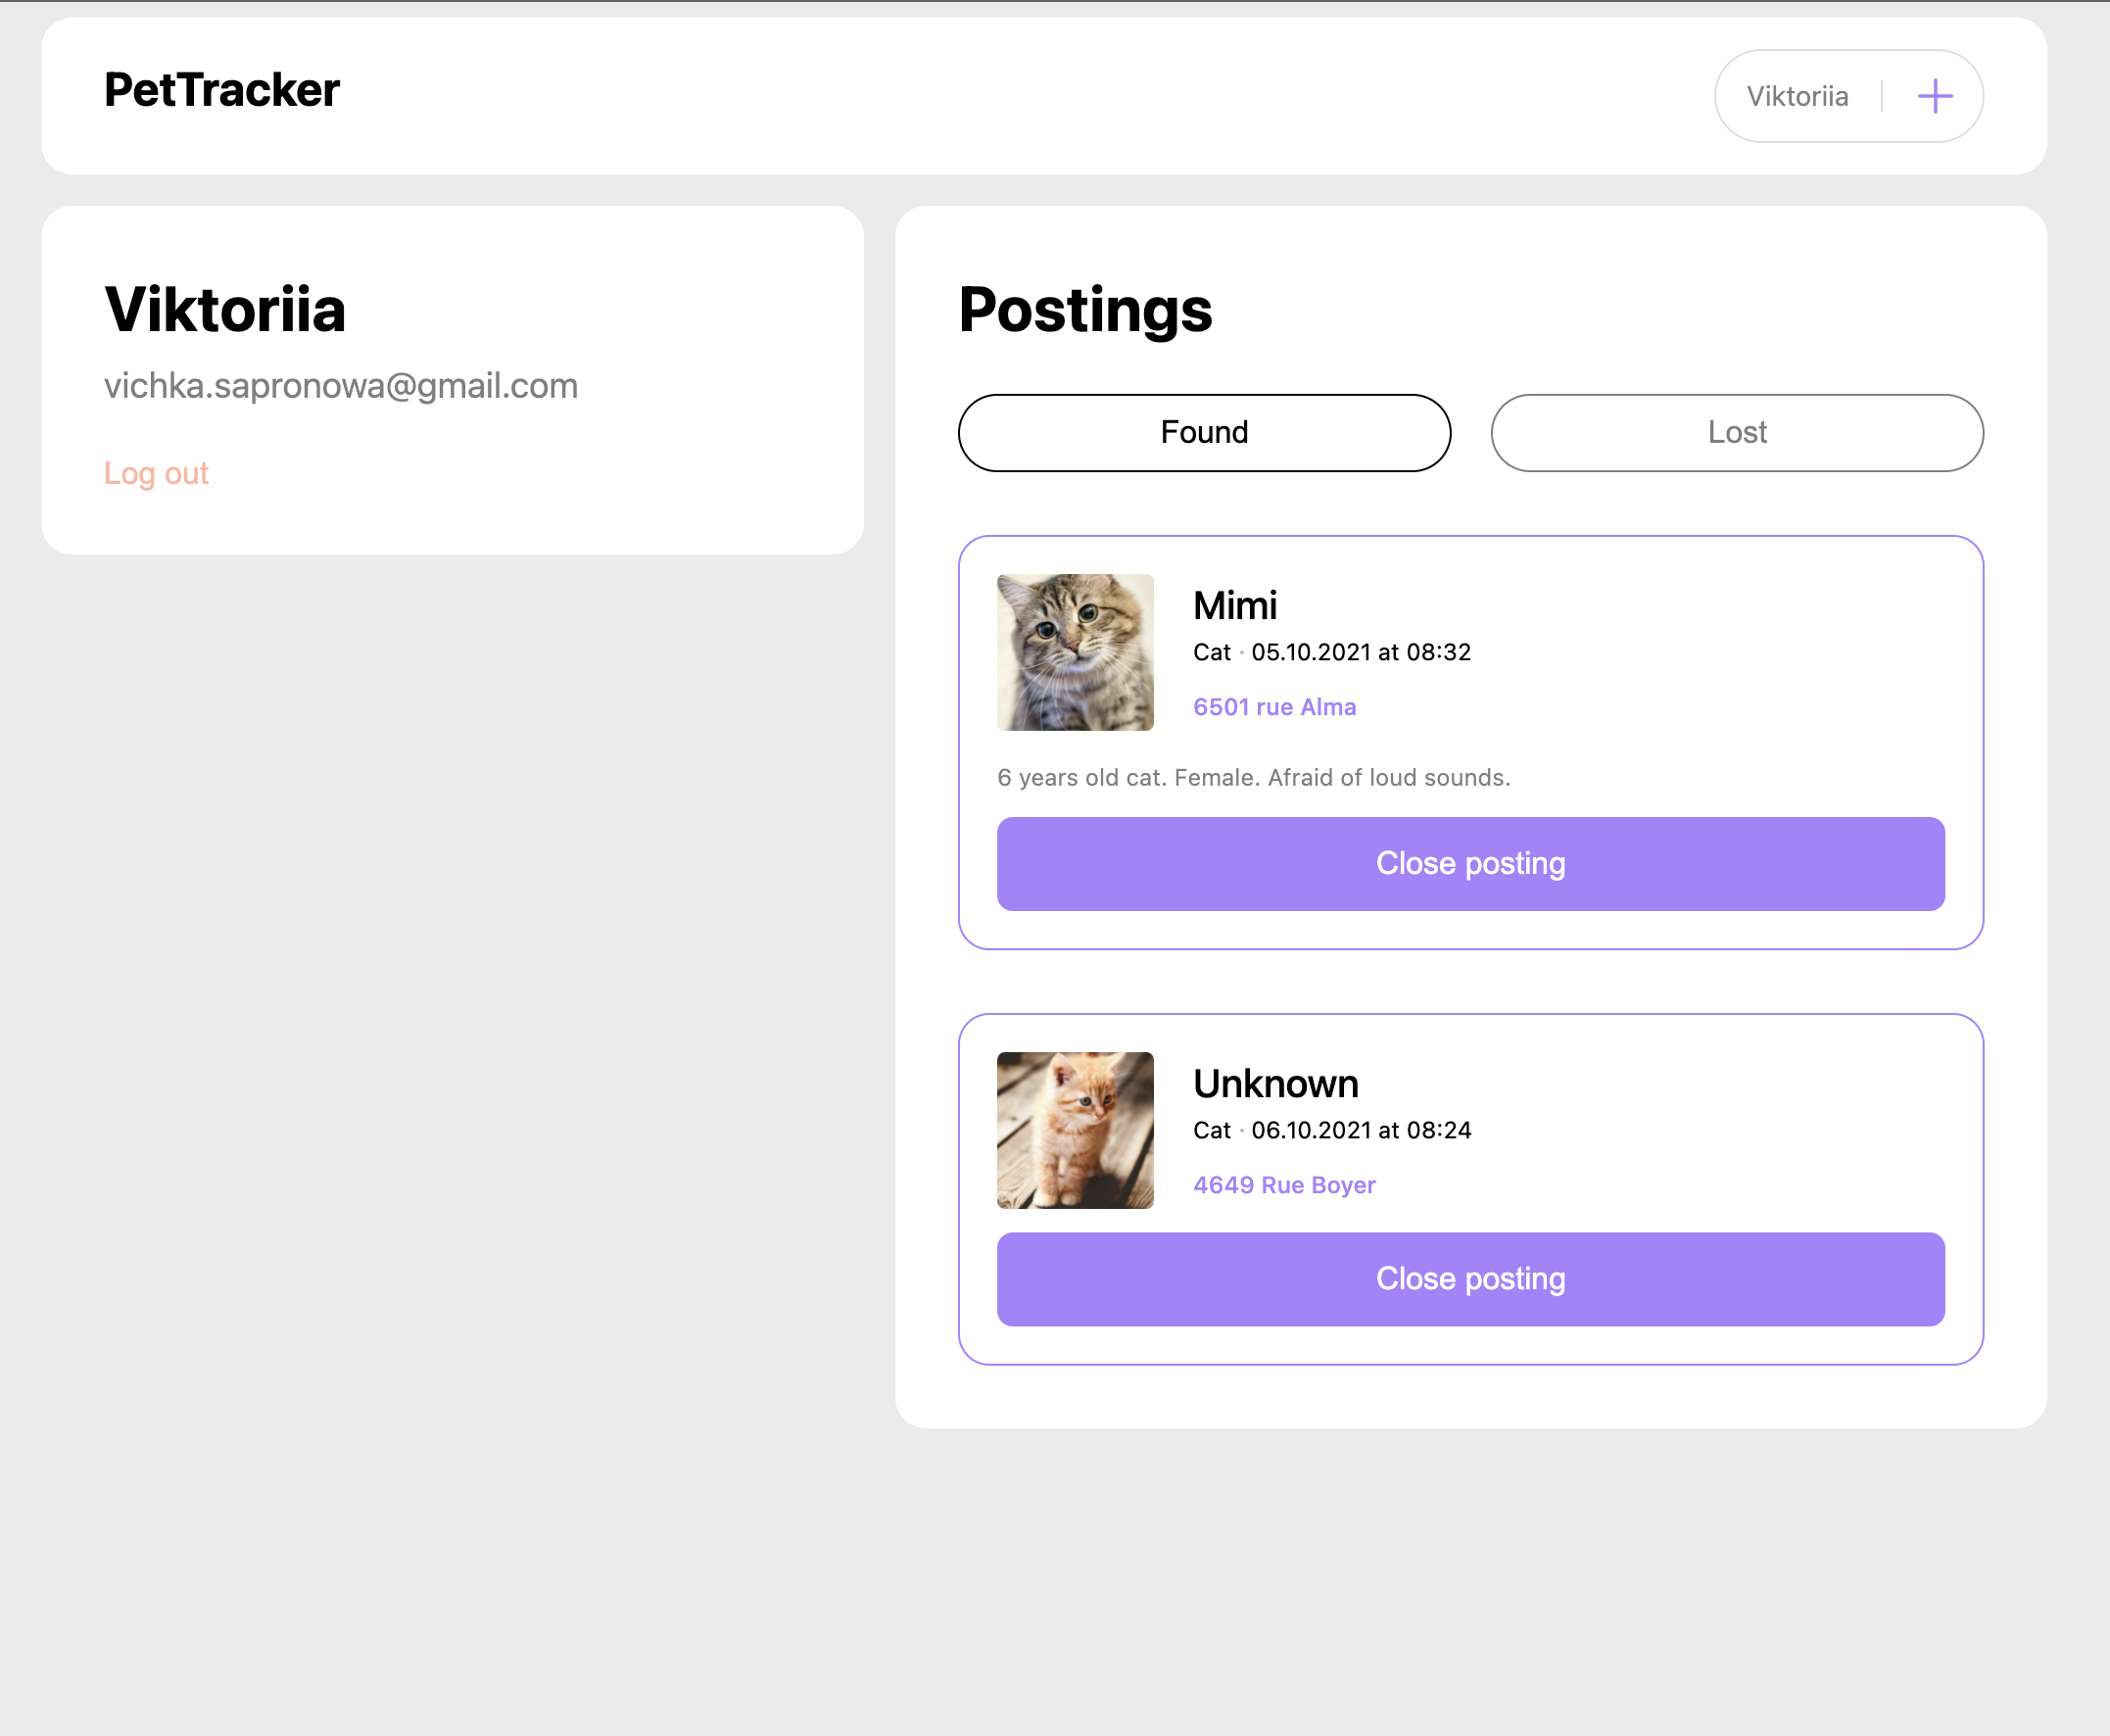 PetTracker
Viktoriia
Viktoriia
vichka.sapronowa@gmail.com
Log out
Postings
Found
Lost
Mimi
Cat · 05.10.2021 at 08:32
6501 rue Alma
6 years old cat. Female. Afraid of loud sounds.
Close posting
Unknown
Cat · 06.10.2021 at 08:24
4649 Rue Boyer
Close posting